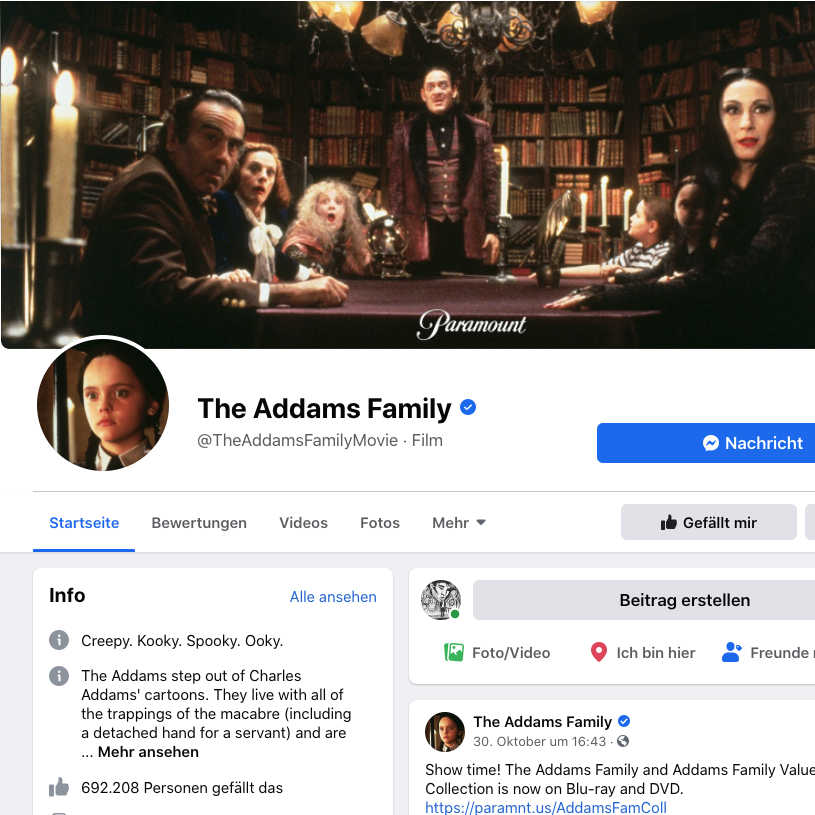 Paramount
The Addams Family
@TheAddamsFamilyMovie · Film
Nachricht
Startseite
Bewertungen
Videos
Fotos
Mehr
Gefällt mir
Info
Alle ansehen
Creepy. Kooky. Spooky. Ooky.
The Addams step out of Charles
Addams' cartoons. They live with all of
the trappings of the macabre (including
a detached hand for a servant) and are
... Mehr ansehen
692.208 Personen gefällt das
Beitrag erstellen
Foto/Video
Ich bin hier
Freunde
The Addams Family
30. Oktober um 16:43 ·
Show time! The Addams Family and Addams Family Value
Collection is now on Blu-ray and DVD.
https://paramnt.us/AddamsFamColl